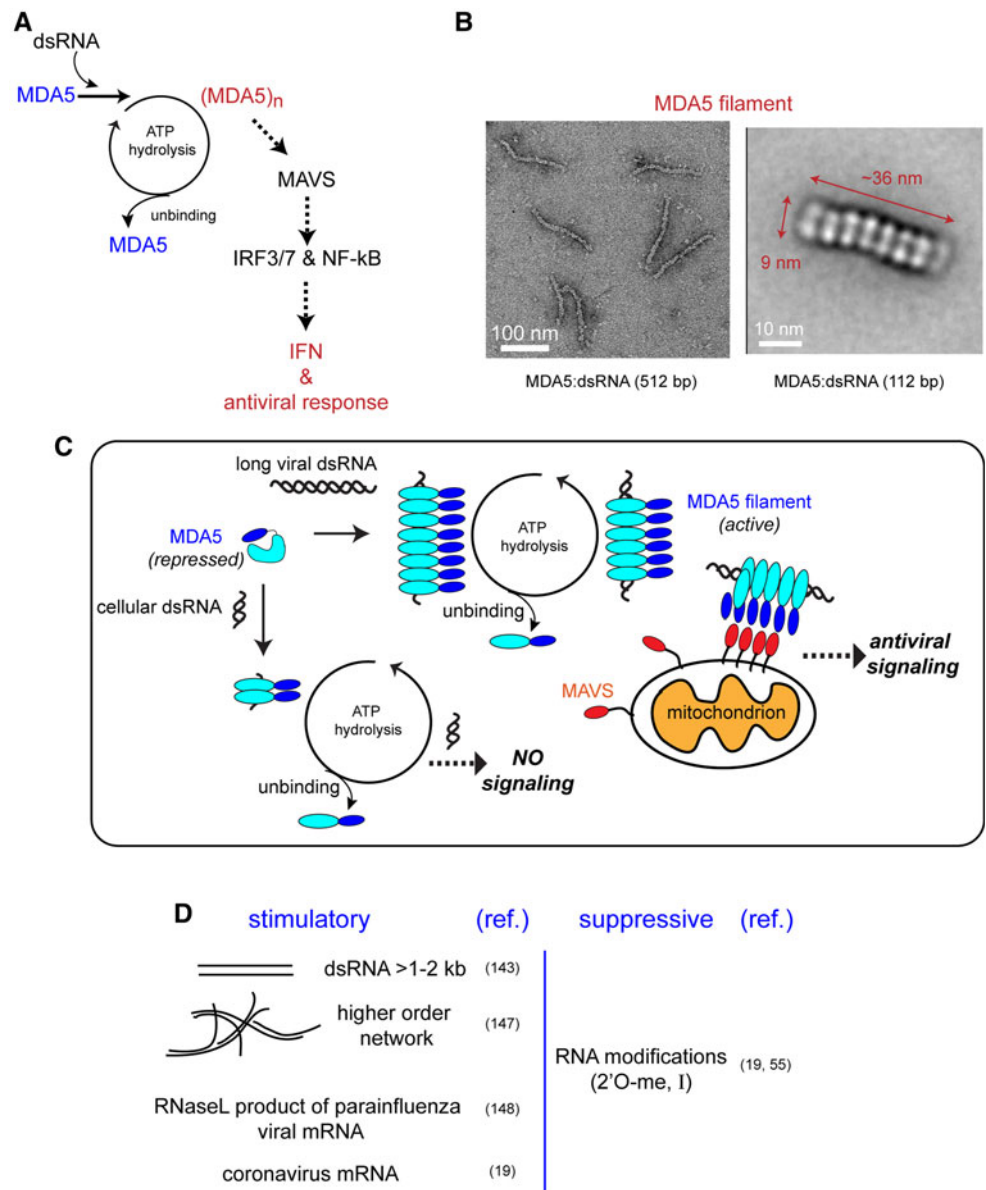 A
dsRNA
MDA5
(MDA5)n
ATP
hydrolysis
unbinding
MDA5
MAVS
IRF3/7 & NF-kB
IFN
&
antiviral response
B
MDA5 filament
100 nm
MDA5:dsRNA (512 bp)
~36 nm
9 nm
10 nm
MDA5:dsRNA (112 bp)
C
long viral dsRNA
MDA5
(repressed)
cellular dsRNA
ATP
hydrolysis
unbinding
MDA5 filament
(active)
ATP
hydrolysis
unbinding
NO
signaling
MAVS
mitochondrion
antiviral
signaling
D
stimulatory (ref.) suppressive (ref.)
dsRNA >1-2 kb (143)
higher order
network (147)
RNA modifications
(2'O-me, I) (19, 55)
RNaseL product of parainfluenza
viral mRNA (148)
coronavirus mRNA (19)